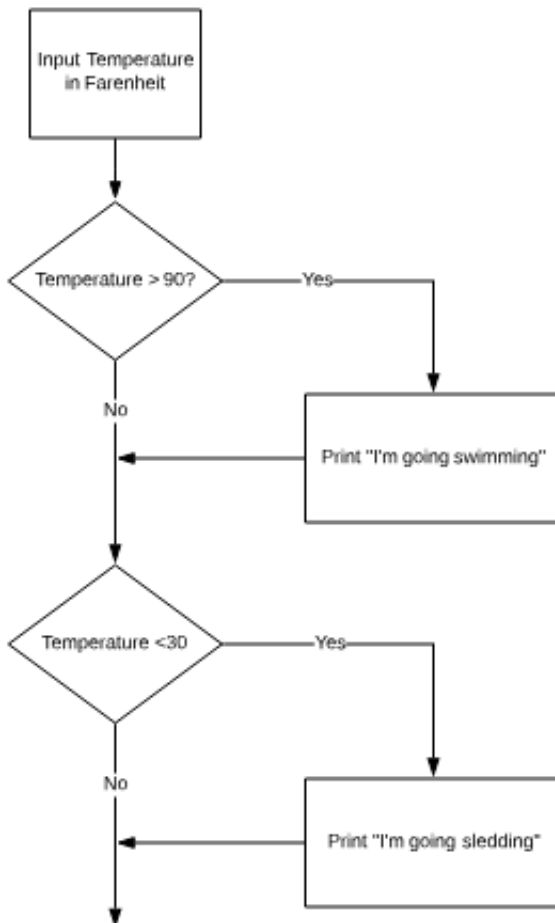 Input Temperature
in Farenheit
Temperature > 90?
Yes
No
Print "I'm going swimming"
Temperature <30
Yes
No
Print "I'm going sledding"